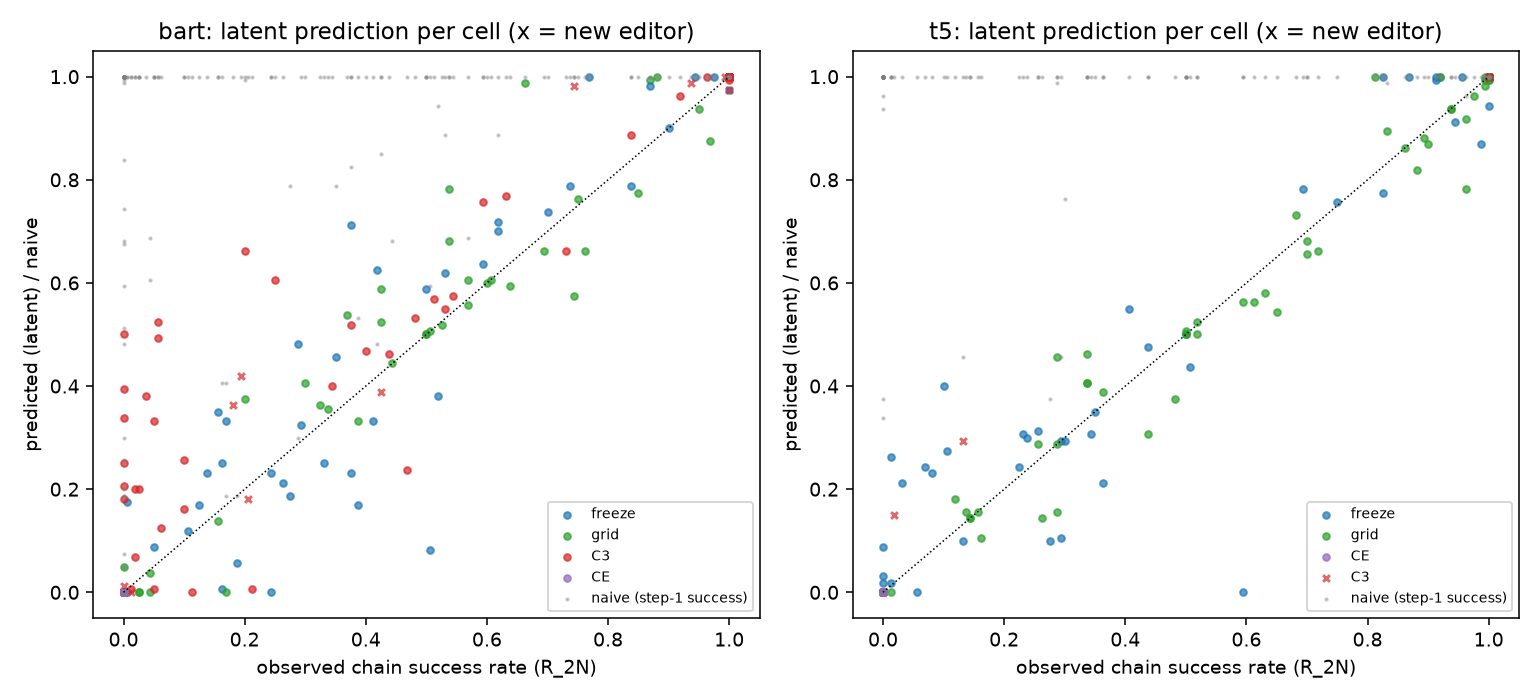 bart: latent prediction per cell (x = new editor)
predicted (latent) / naive
1.0
0.8
0.6
0.4
0.2
0.0
freeze
grid
C3
CE
naive (step-1 success)
0.0 0.2 0.4 0.6 0.8 1.0
observed chain success rate (R_2N)
t5: latent prediction per cell (x = new editor)
predicted (latent) / naive
1.0
0.8
0.6
0.4
0.2
0.0
freeze
grid
CE
C3
naive (step-1 success)
0.0 0.2 0.4 0.6 0.8 1.0
observed chain success rate (R_2N)